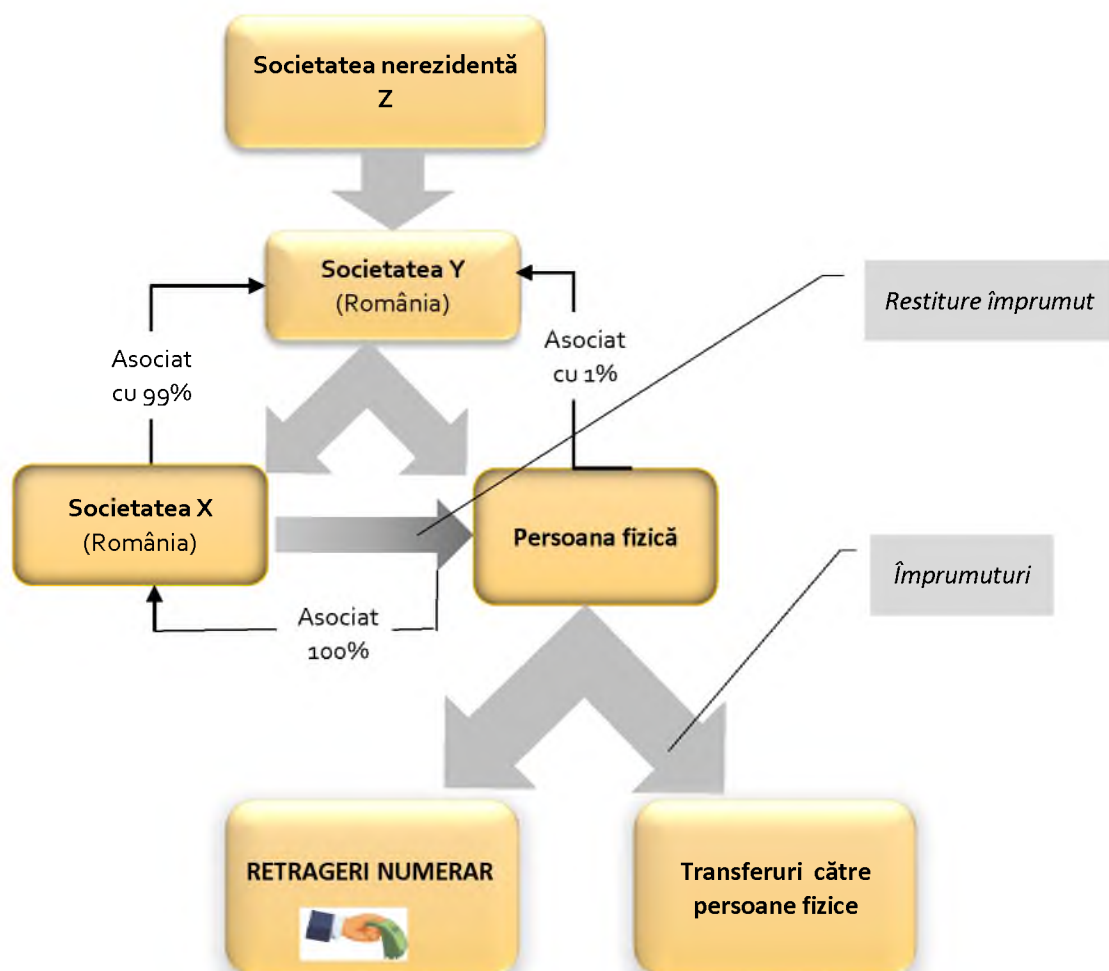 Societatea nerezidentă
Z
Societatea Y
(România)
Restiture împrumut
Asociat
cu 99%
Asociat
cu 1%
Societatea X
(România)
Persoana fizică
Împrumuturi
Asociat
100%
RETRAGERI NUMERAR
Transferuri către
persoane fizice